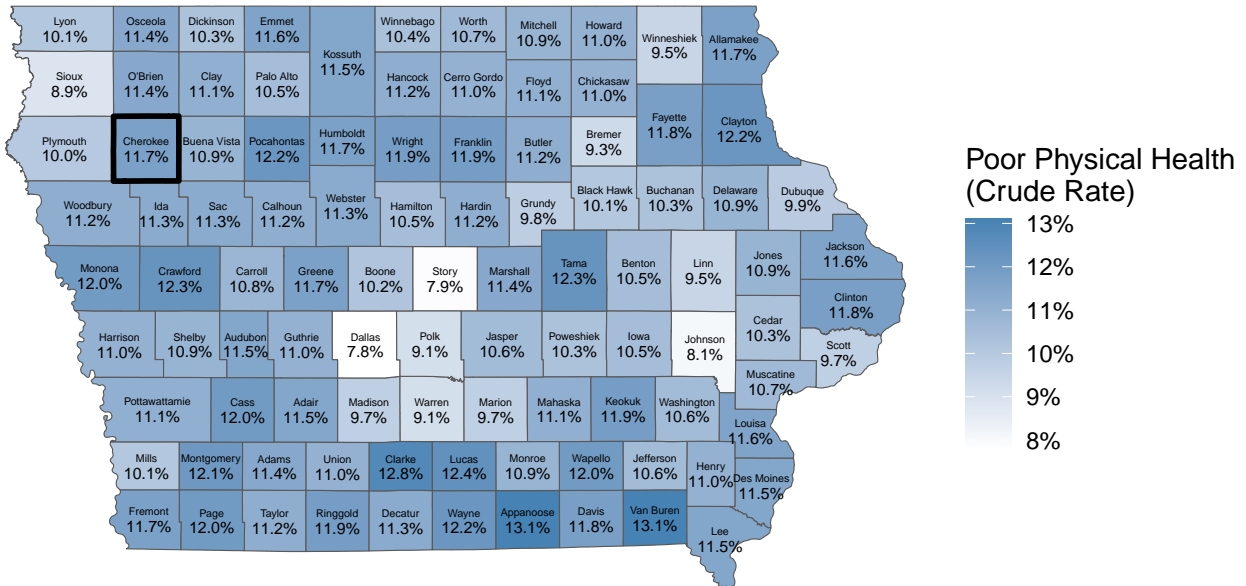 Lyon
10.1%
Osceola
11.4%
Dickinson
10.3%
Emmet
11.6%
Kossuth
11.5%
Winnebago
10.4%
Worth
10.7%
Mitchell
10.9%
Howard
11.0%
Winneshiek
9.5%
Allamakee
11.7%
Sioux
8.9%
O'Brien
11.4%
Clay
11.1%
Palo Alto
10.5%
Hancock
11.2%
Cerro Gordo
11.0%
Floyd
11.1%
Chickasaw
11.0%
Fayette
11.8%
Clayton
12.2%
Plymouth
10.0%
Cherokee
11.7%
Buena Vista
10.9%
Pocahontas
12.2%
Humboldt
11.7%
Wright
11.9%
Franklin
11.9%
Butler
11.2%
Bremer
9.3%
Woodbury
11.2%
Ida
11.3%
Sac
11.3%
Calhoun
11.2%
Webster
11.3%
Hamilton
10.5%
Hardin
11.2%
Grundy
9.8%
Black Hawk
10.1%
Buchanan
10.3%
Delaware
10.9%
Dubuque
9.9%
Monona
12.0%
Crawford
12.3%
Carroll
10.8%
Greene
11.7%
Boone
10.2%
Story
7.9%
Marshall
11.4%
Tama
12.3%
Benton
10.5%
Linn
9.5%
Jones
10.9%
Jackson
11.6%
Clinton
11.8%
Harrison
11.0%
Shelby
10.9%
Audubon
11.5%
Guthrie
11.0%
Dallas
7.8%
Polk
9.1%
Jasper
10.6%
Poweshiek
10.3%
Iowa
10.5%
Johnson
8.1%
Cedar
10.3%
Scott
9.7%
Muscatine
10.7%
Pottawattamie
11.1%
Cass
12.0%
Adair
11.5%
Madison
9.7%
Warren
9.1%
Marion
9.7%
Mahaska
11.1%
Keokuk
11.9%
Washington
10.6%
Louisa
11.6%
Mills
10.1%
Montgomery
12.1%
Adams
11.4%
Union
11.0%
Clarke
12.8%
Lucas
12.4%
Monroe
10.9%
Wapello
12.0%
Jefferson
10.6%
Henry
11.0%
Des Moines
11.5%
Fremont
11.7%
Page
12.0%
Taylor
11.2%
Ringgold
11.9%
Decatur
11.3%
Wayne
12.2%
Appanoose
13.1%
Davis
11.8%
Van Buren
13.1%
Lee
11.5%
Poor Physical Health
(Crude Rate)
13%
12%
11%
10%
9%
8%